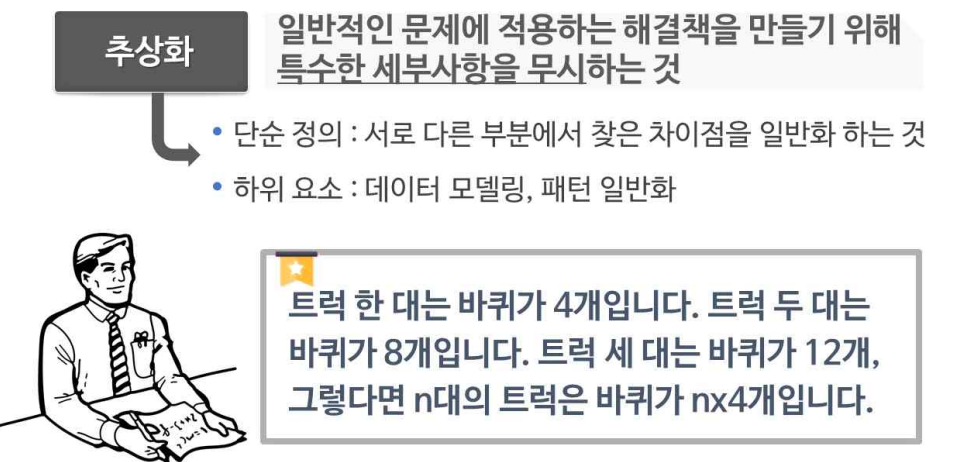 추상화
일반적인 문제에 적용하는 해결책을 만들기 위해
특수한 세부사항을 무시하는 것
• 단순 정의 : 서로 다른 부분에서 찾은 차이점을 일반화 하는 것
• 하위 요소 : 데이터 모델링, 패턴 일반화
트럭 한 대는 바퀴가 4개입니다. 트럭 두 대는
바퀴가 8개입니다. 트럭 세 대는 바퀴가 12개,
그렇다면 n대의 트럭은 바퀴가 nx4개입니다.